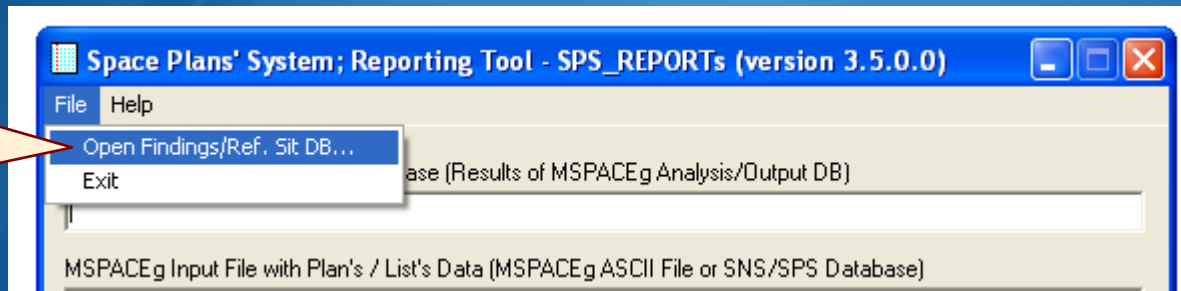 Space Plans' System; Reporting Tool - SPS_REPORTs (version 3.5.0.0)
File Help
Open Findings/Ref. Sit DB...
Exit
ase (Results of MSPACEg Analysis/Output DB)
MSPACEg Input File with Plan's / List's Data (MSPACEg ASCII File or SNS/SPS Database)